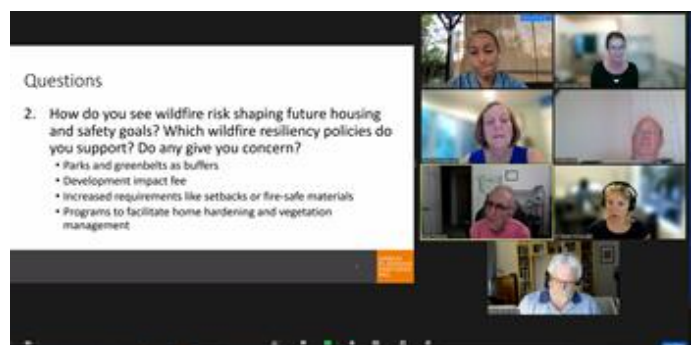 Questions
2. How do you see wildfire risk shaping future housing
and safety goals? Which wildfire resiliency policies do
you support? Do any give you concern?
• Parks and greenbelts as buffers
• Development impact fee
• Increased requirements like setbacks or fire-safe materials
• Programs to facilitate home hardening and vegetation
management